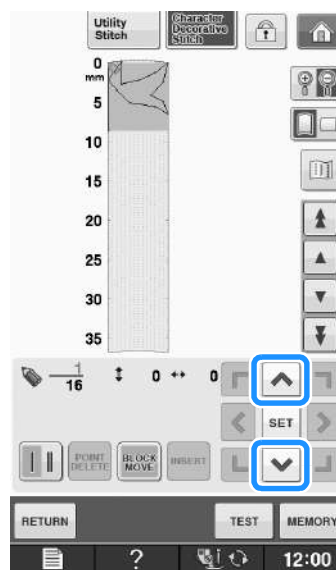 Utility Stitch
Character Decorative Stitch
0
mm
5
10
15
20
25
30
35
1
16
0
0
SET
POINT DELETE
BLOCK MOVE
INSERT
RETURN
TEST
MEMORY
?
12:00